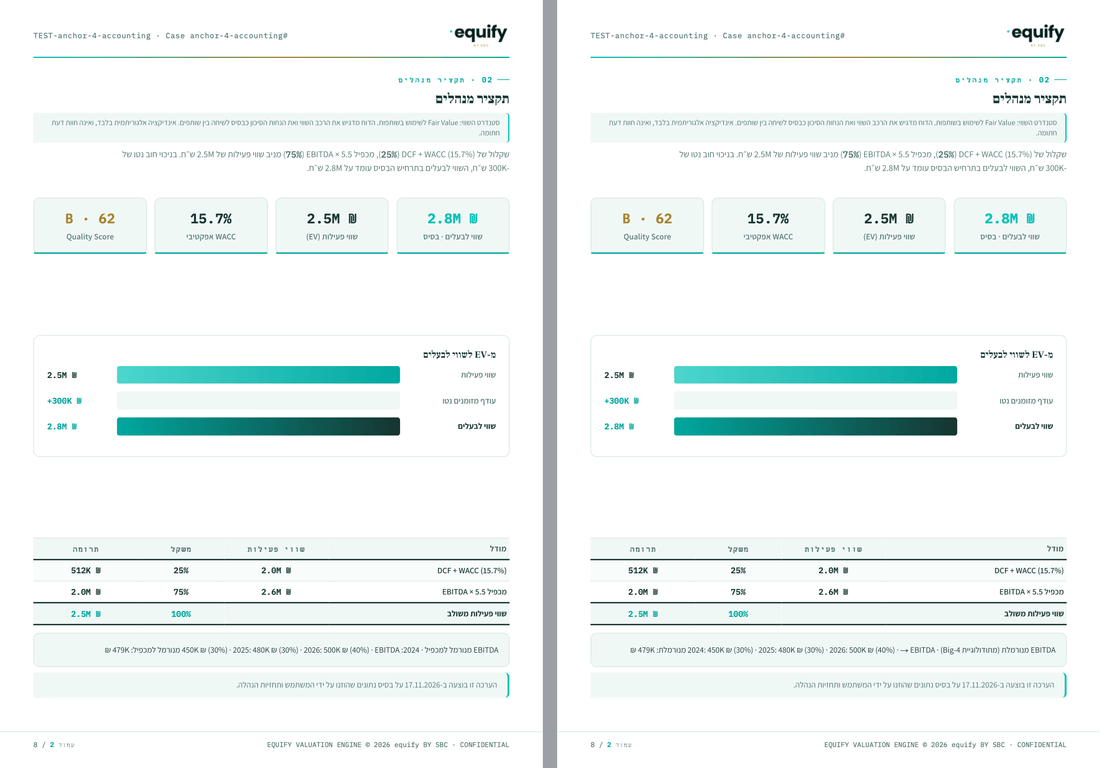 TEST-anchor-4-accounting · Case anchor-4-accounting#
equify
BY SBC
02 · תקציר מנהלים
תקציר מנהלים
סטנדרט השווי: Fair Value לשימוש בשותפות. הדוח מדגיש את הרכב השווי ואת הנחות הסיכון כבסיס לשיחה בין שותפים. אינדיקציה אלגוריתמית בלבד, ואינה חוות דעת
חתומה.
שקלול של DCF + WACC (15.7%) (25%), מכפיל EBITDA × 5.5 (75%) מניב שווי פעילות של 2.5M ש״ח. בניכוי חוב נטו של
-300K ש״ח, השווי לבעלים בתרחיש הבסיס עומד על 2.8M ש״ח.
2.8M ₪
שווי לבעלים · בסיס
2.5M ₪
שווי פעילות (EV)
15.7%
WACC אפקטיבי
B · 62
Quality Score
מ-EV לשווי לבעלים
שווי פעילות 2.5M ₪
עודף מזומנים נטו +300K ₪
שווי לבעלים 2.8M ₪
מודל שווי פעילות משקל תרומה
DCF + WACC (15.7%) 2.0M ₪ 25% 512K ₪
מכפיל EBITDA × 5.5 2.6M ₪ 75% 2.0M ₪
שווי פעילות משולב 100% 2.5M ₪
EBITDA מנורמל למכפיל · 2024: 450K ₪ (30%) · 2025: 480K ₪ (30%) · 2026: 500K ₪ (40%) · EBITDA מנורמל למכפיל: 479K ₪
הערכה זו בוצעה ב-17.11.2026 על בסיס נתונים שהוזנו על ידי המשתמש ותחזיות הנהלה.
EQUIFY VALUATION ENGINE © 2026 equify BY SBC · CONFIDENTIAL
עמוד 2 / 8
TEST-anchor-4-accounting · Case anchor-4-accounting#
equify
BY SBC
02 · תקציר מנהלים
תקציר מנהלים
סטנדרט השווי: Fair Value לשימוש בשותפות. הדוח מדגיש את הרכב השווי ואת הנחות הסיכון כבסיס לשיחה בין שותפים. אינדיקציה אלגוריתמית בלבד, ואינה חוות דעת
חתומה.
שקלול של DCF + WACC (15.7%) (25%), מכפיל EBITDA × 5.5 (75%) מניב שווי פעילות של 2.5M ש״ח. בניכוי חוב נטו של
-300K ש״ח, השווי לבעלים בתרחיש הבסיס עומד על 2.8M ש״ח.
2.8M ₪
שווי לבעלים · בסיס
2.5M ₪
שווי פעילות (EV)
15.7%
WACC אפקטיבי
B · 62
Quality Score
מ-EV לשווי לבעלים
שווי פעילות 2.5M ₪
עודף מזומנים נטו +300K ₪
שווי לבעלים 2.8M ₪
מודל שווי פעילות משקל תרומה
DCF + WACC (15.7%) 2.0M ₪ 25% 512K ₪
מכפיל EBITDA × 5.5 2.6M ₪ 75% 2.0M ₪
שווי פעילות משולב 100% 2.5M ₪
EBITDA מנורמלת (מתודולוגיית Big-4) · EBITDA → · 2024: 450K ₪ (30%) · 2025: 480K ₪ (30%) · 2026: 500K ₪ (40%) מנורמלת: 479K ₪
הערכה זו בוצעה ב-17.11.2026 על בסיס נתונים שהוזנו על ידי המשתמש ותחזיות הנהלה.
EQUIFY VALUATION ENGINE © 2026 equify BY SBC · CONFIDENTIAL
עמוד 2 / 8